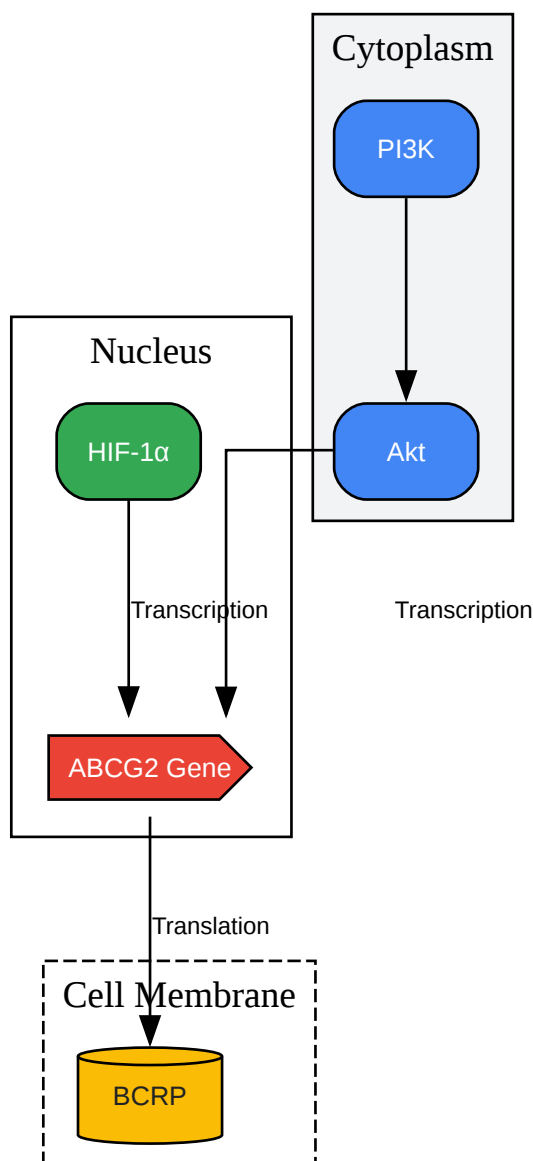 Cytoplasm
PI3K
Nucleus
HIF-1α
Akt
Transcription
Transcription
ABCG2 Gene
Translation
Cell Membrane
BCRP